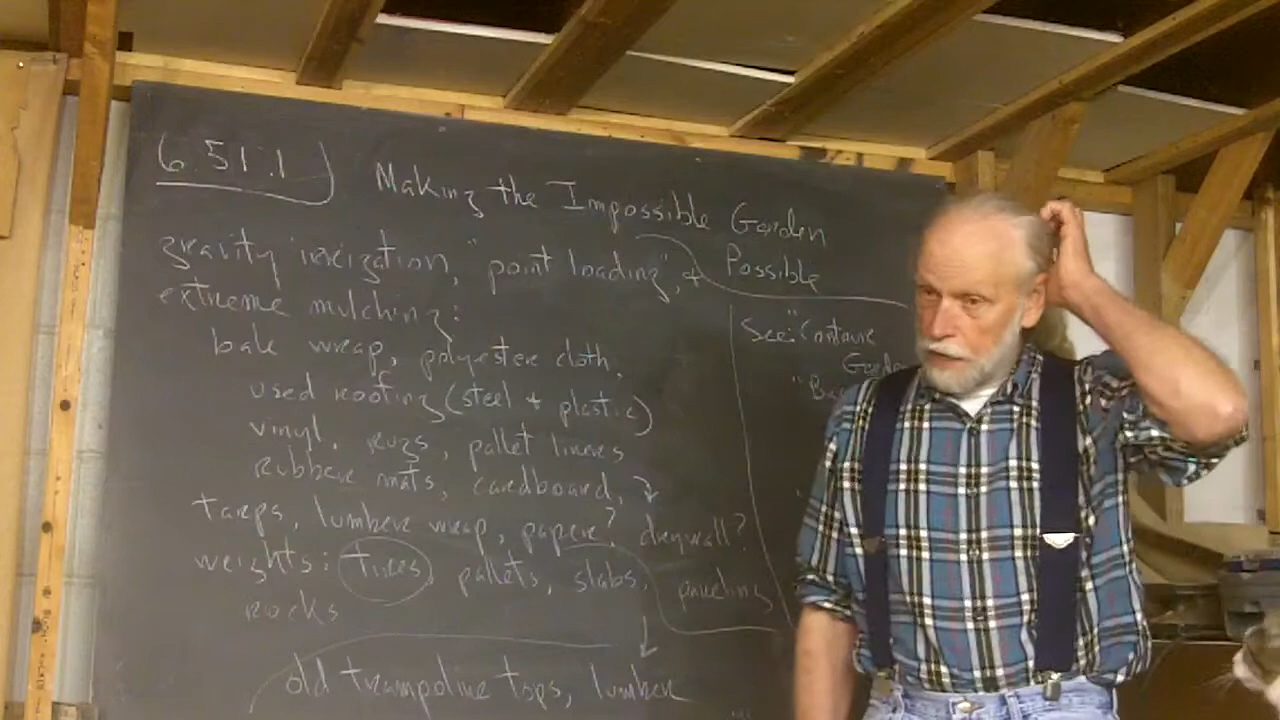 6.51.1) Making the Impossible Garden
Possible
gravity irrigation, "point loading", +
extreme mulching:
bale wrap, polyester cloth,
used roofing (steel + plastic)
vinyl, rugs, pallet liners
rubber mats, cardboard,
tarps, lumber wrap, paper? drywall?
weights: tires, pallets, slabs,
rocks
paneling
old trampoline tops, lumber
See: "Contour